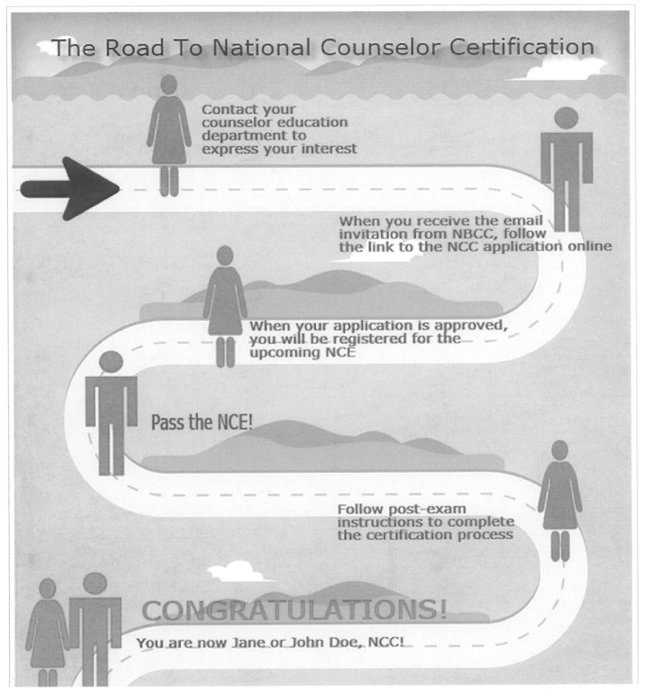 The Road To National Counselor Certification
Contact your
counselor education
department to
express your interest
When you receive the email
invitation from NBCC, follow
the link to the NCC application online
When your application is approved,
you will be registered for the
upcoming NCE
Pass the NCE!
Follow post-exam
instructions to complete
the certification process
CONGRATULATIONS!
You are now Jane or John Doe, NCC!